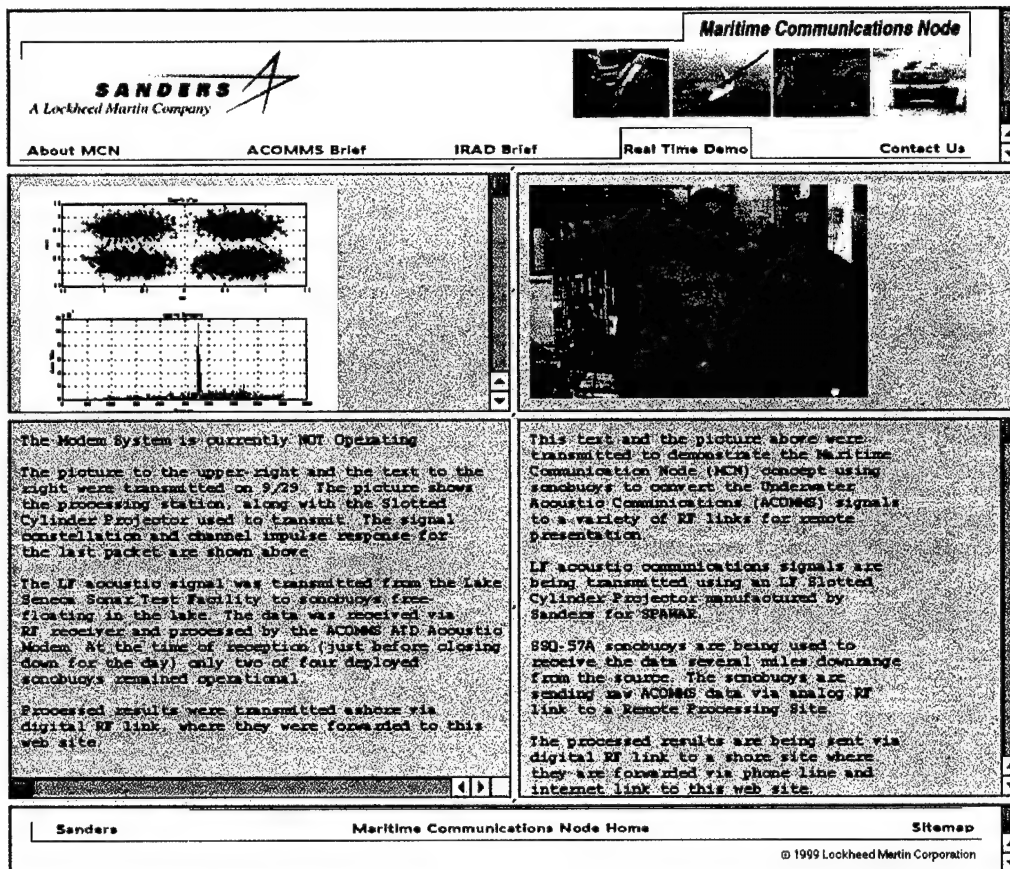 Maritime Communications Node
SANDERS
A Lockheed Martin Company
About MCN
ACOMMS Brief
IRAD Brief
Real Time Demo
Contact Us
The Modem System is currently NOT Operating
The picture to the upper-right and the text to the
right were transmitted on 9/29. The picture shows
the processing station, along with the Slotted
Cylinder Projector used to transmit. The signal
constellation and channel impulse response for
the last packet are shown above.
The LF acoustic signal was transmitted from the Lake
Seneca Sonar Test Facility to sonobuoys free-
floating in the lake. The data was received via
RF receiver and processed by the ACOMMS ATD Acoustic
Modem. At the time of reception (just before closing
down for the day) only two of four deployed
sonobuoys remained operational.
Processed results were transmitted ashore via
digital RF link, where they were forwarded to this
web site.
This text and the picture above were
transmitted to demonstrate the Maritime
Communication Node (MCN) concept using
sonobuoys to convert the Underwater
Acoustic Communications (ACOMMS) signals
to a variety of RF links for remote
presentation.
LF acoustic communications signals are
being transmitted using an LF Slotted
Cylinder Projector manufactured by
Sanders for SPAWAR.
SSQ-57A sonobuoys are being used to
receive the data several miles downrange
from the source. The sonobuoys are
sending raw ACOMMS data via analog RF
link to a Remote Processing Site.
The processed results are being sent via
digital RF link to a shore site where
they are forwarded via phone line and
internet link to this web site.
Sanders
Maritime Communications Node Home
Sitemap
© 1999 Lockheed Martin Corporation